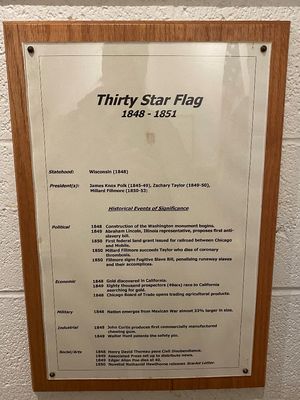 Thirty Star Flag
1848 - 1851
Statehood: Wisconsin (1848)
President(s): James Knox Polk (1845-49), Zachary Taylor (1849-50),
Millard Fillmore (1850-53)
Historical Events of Significance
Political 1848 Construction of the Washington monument begins.
1849 Abraham Lincoln, Illinois representative, proposes first anti-
slavery bill.
1850 First federal land grant issued for railroad between Chicago
and Mobile.
1850 Millard Fillmore succeeds Taylor who dies of coronary
thrombosis.
1850 Fillmore signs Fugitive Slave Bill, penalizing runaway slaves
and their accomplices.
Economic 1848 Gold discovered in California.
1849 Eighty thousand prospectors (49ers) race to California
searching for gold.
1848 Chicago Board of Trade opens trading agricultural products.
Military 1848 Nation emerges from Mexican War almost 33% larger in size.
Industrial 1848 John Curtis produces first commercially manufactured
chewing gum.
1849 Walter Hunt patents the safety pin.
Social/Arts 1848 Henry David Thoreau pens Civil Disobedience.
1848 Associated Press set up to distribute news.
1849 Edgar Allan Poe dies at 40.
1850 Novelist Nathaniel Hawthorne releases Scarlet Letter.